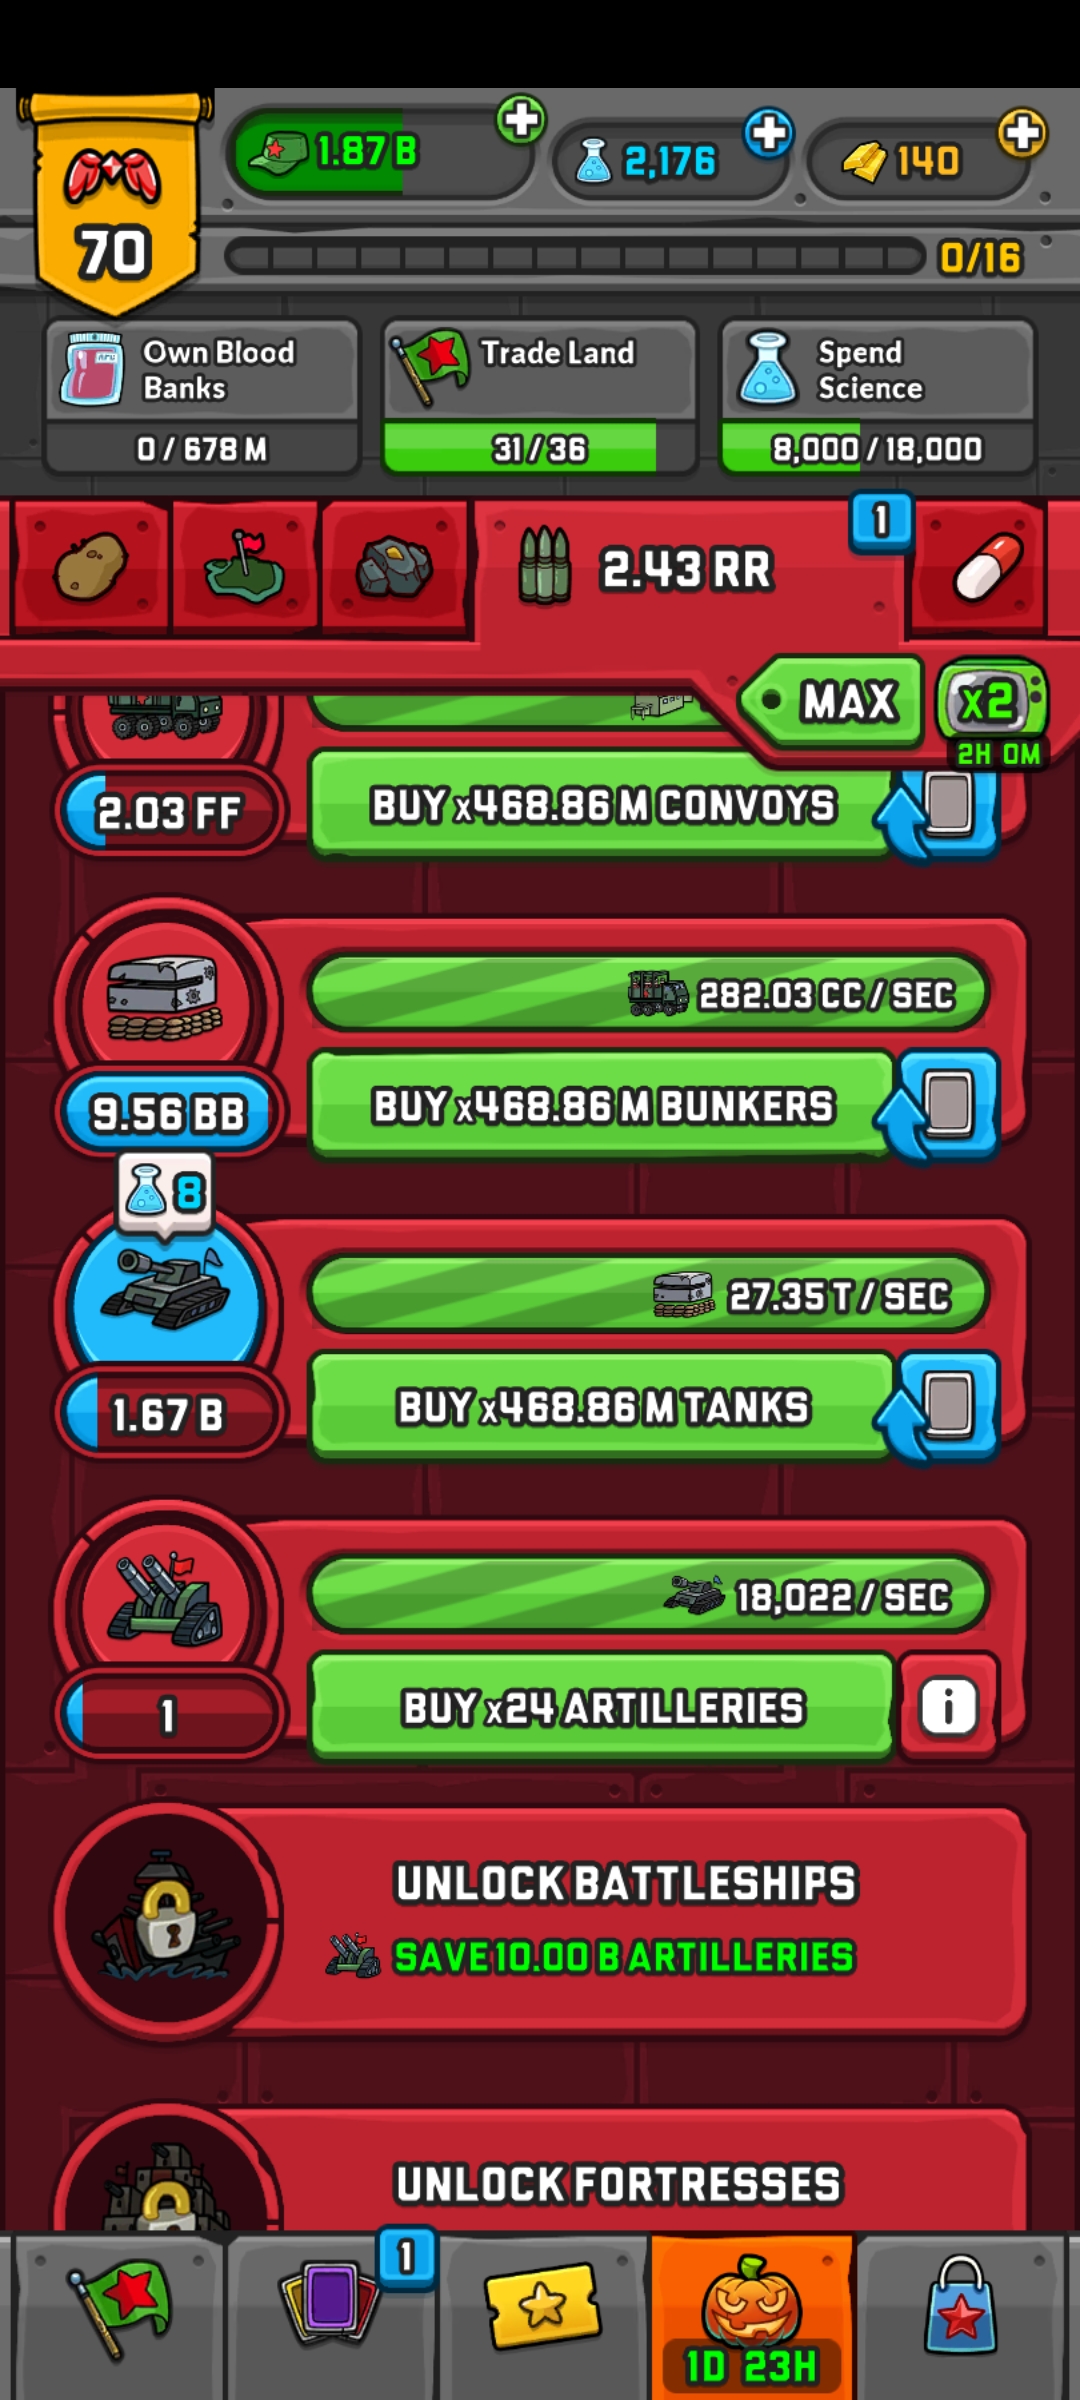 70
1.87 B
2,176
140
0/16
Own Blood
Banks
0 / 678 M
Trade Land
31 / 36
Spend
Science
8,000 / 18,000
2.43 RR
1
MAX
x2
2H 0M
2.03 FF
BUY x468.86 M CONVOYS
282.03 CC / SEC
9.56 BB
BUY x468.86 M BUNKERS
8
27.35 T / SEC
1.67 B
BUY x468.86 M TANKS
18,022 / SEC
1
BUY x24 ARTILLERIES
i
UNLOCK BATTLESHIPS
SAVE 10.00 B ARTILLERIES
UNLOCK FORTRESSES
1
1D 23H